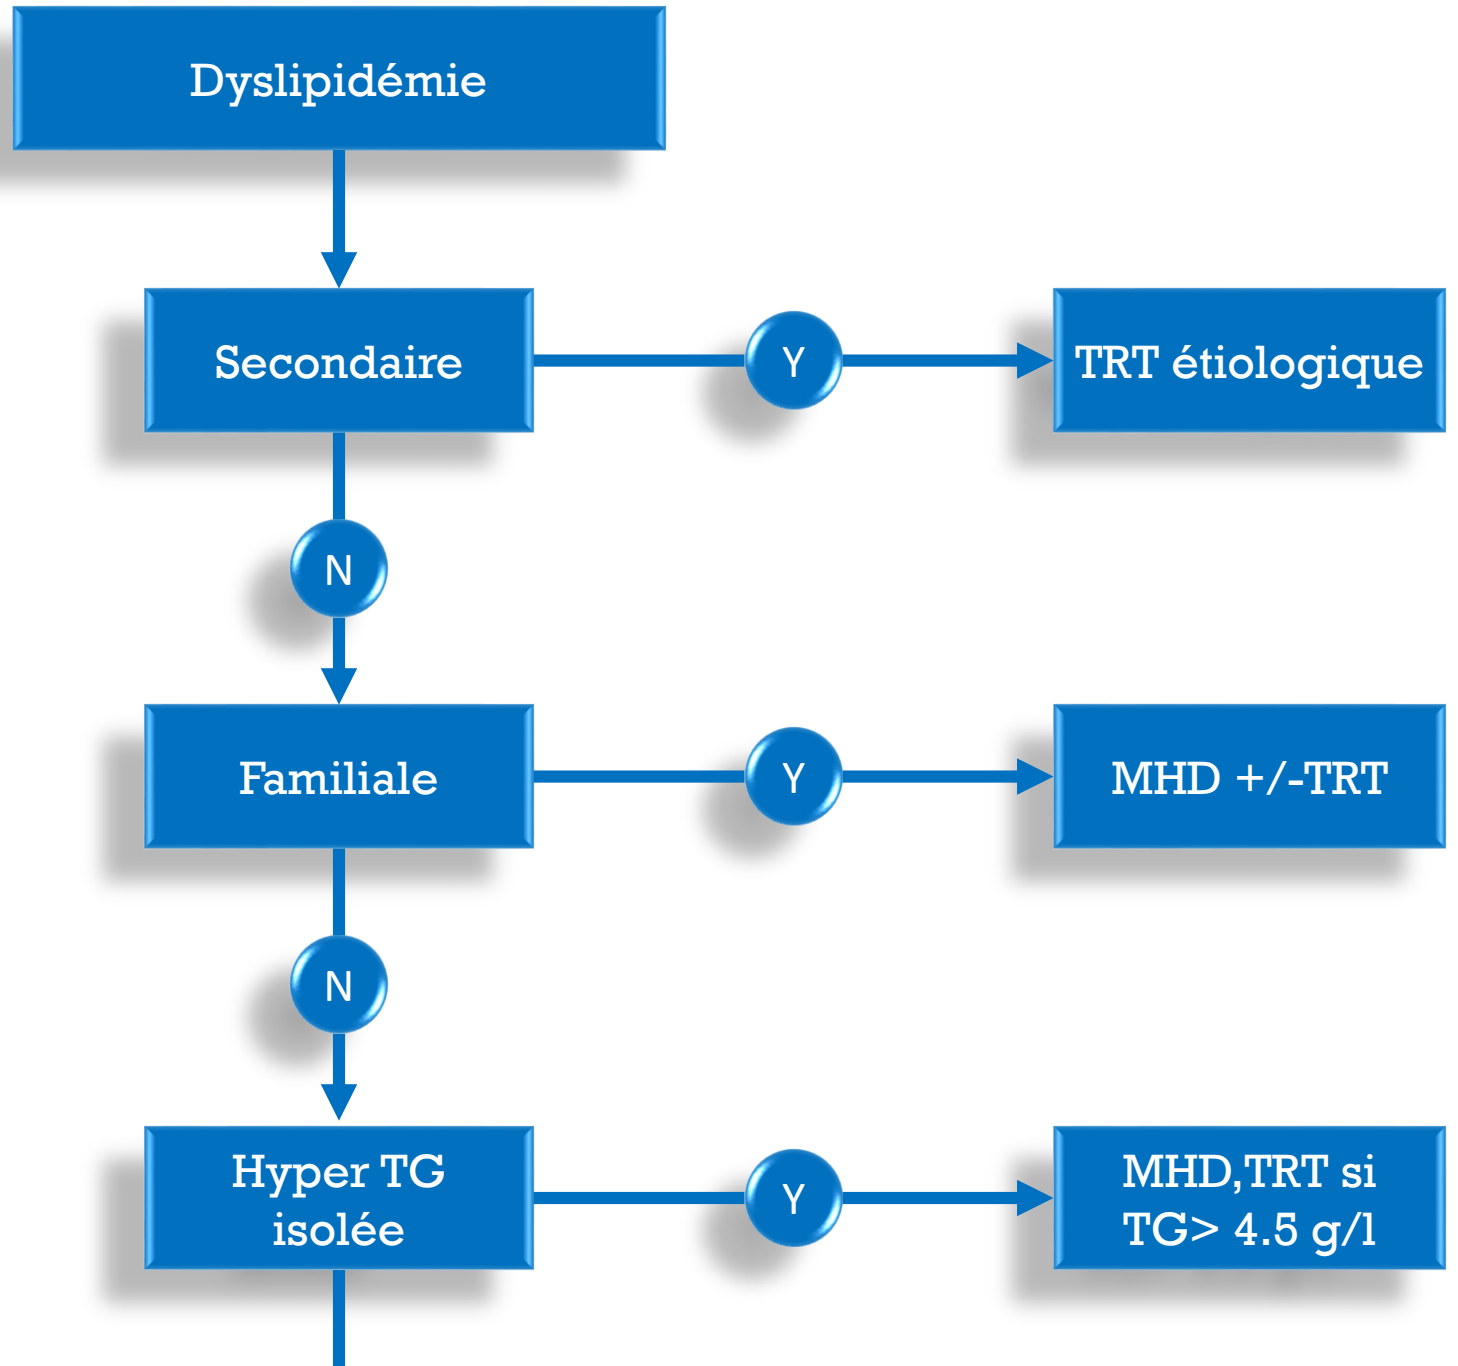 Dyslipidémie
Secondaire
Y
TRT étiologique
N
Familiale
Y
MHD +/-TRT
N
Hyper TG
isolée
Y
MHD,TRT si
TG> 4.5 g/l